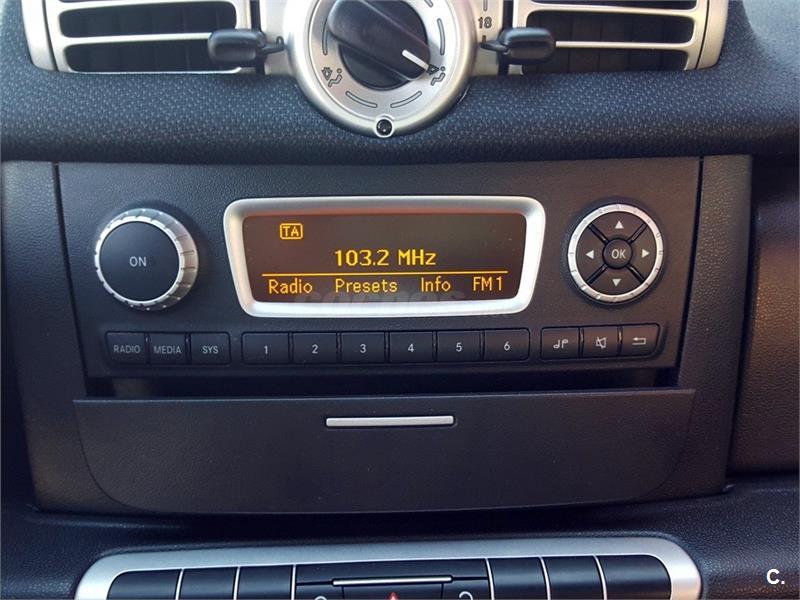 18
TA
103.2 MHz
Radio Presets Info FM1
ON
OK
RADIO MEDIA SYS 1 2 3 4 5 6
C.